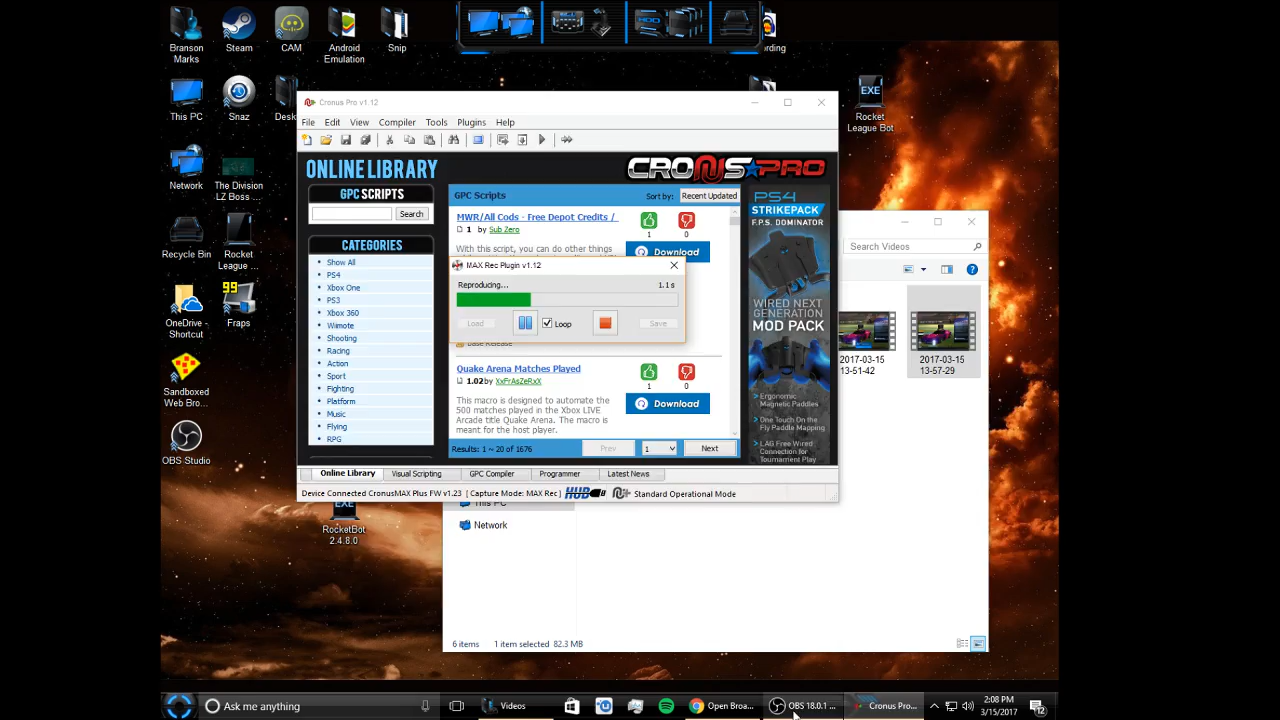 Branson
Marks
Steam
CAM
Android
Emulation
Snip
This PC
Snaz
Network
The Division
LZ Boss ...
Recycle Bin
Rocket
League ...
OneDrive -
Shortcut
99
Fraps
Sandboxed
Web Bro...
OBS Studio
EXE
RocketBot
2.4.8.0
HDD
EXE
Rocket
League Bot
Cronus Pro v1.12
File Edit View Compiler Tools Plugins Help
ONLINE LIBRARY
CRONUS PRO
GPC SCRIPTS
Search
CATEGORIES
Show All
PS4
Xbox One
PS3
Xbox 360
Wiimote
Shooting
Racing
Action
Sport
Fighting
Platform
Music
Flying
RPG
GPC Scripts Sort by: Recent Updated
MWR/All Cods - Free Depot Credits /
1 by Sub Zero
1 0
With this script, you can do other things
Download
MAX Rec Plugin v1.12
Reproducing... 1.1 s
Load Loop Save
Base Release
Quake Arena Matches Played
1.02by XxFrAsZeRxX
1 0
This macro is designed to automate the
500 matches played in the Xbox LIVE
Arcade title Quake Arena. The macro is
meant for the host player.
Download
Results: 1 ~ 20 of 1676 Prev 1 Next
PS4
STRIKEPACK
F.P.S. DOMINATOR
WIRED NEXT
GENERATION
MOD PACK
Ergonomic
Magnetic Paddles
One Touch On the
Fly Paddle Mapping
LAG Free Wired
Connection for
Tournament Play
Online Library Visual Scripting GPC Compiler Programmer Latest News
Device Connected CronusMAX Plus FW v1.23 [ Capture Mode: MAX Rec ] HUB Standard Operational Mode
Search Videos
2017-03-15
13-51-42
2017-03-15
13-57-29
This PC
Network
6 items 1 item selected 82.3 MB
Ask me anything
Videos
Open Broa...
OBS 18.0.1 ...
Cronus Pro...
2:08 PM
3/15/2017
12